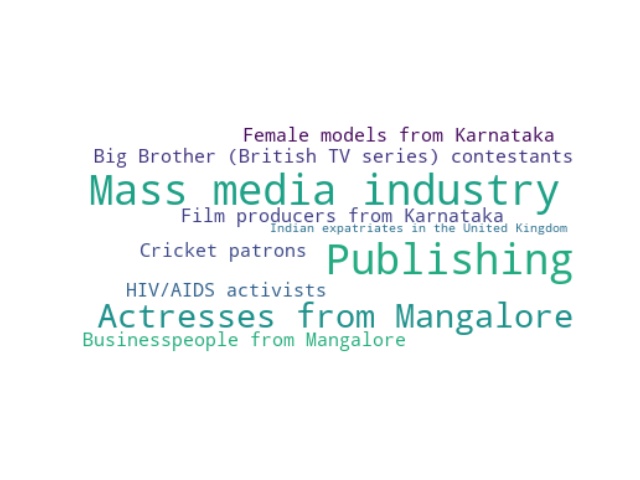 Female models from Karnataka
Big Brother (British TV series) contestants
Mass media industry
Film producers from Karnataka
Indian expatriates in the United Kingdom
Cricket patrons
Publishing
HIV/AIDS activists
Actresses from Mangalore
Businesspeople from Mangalore